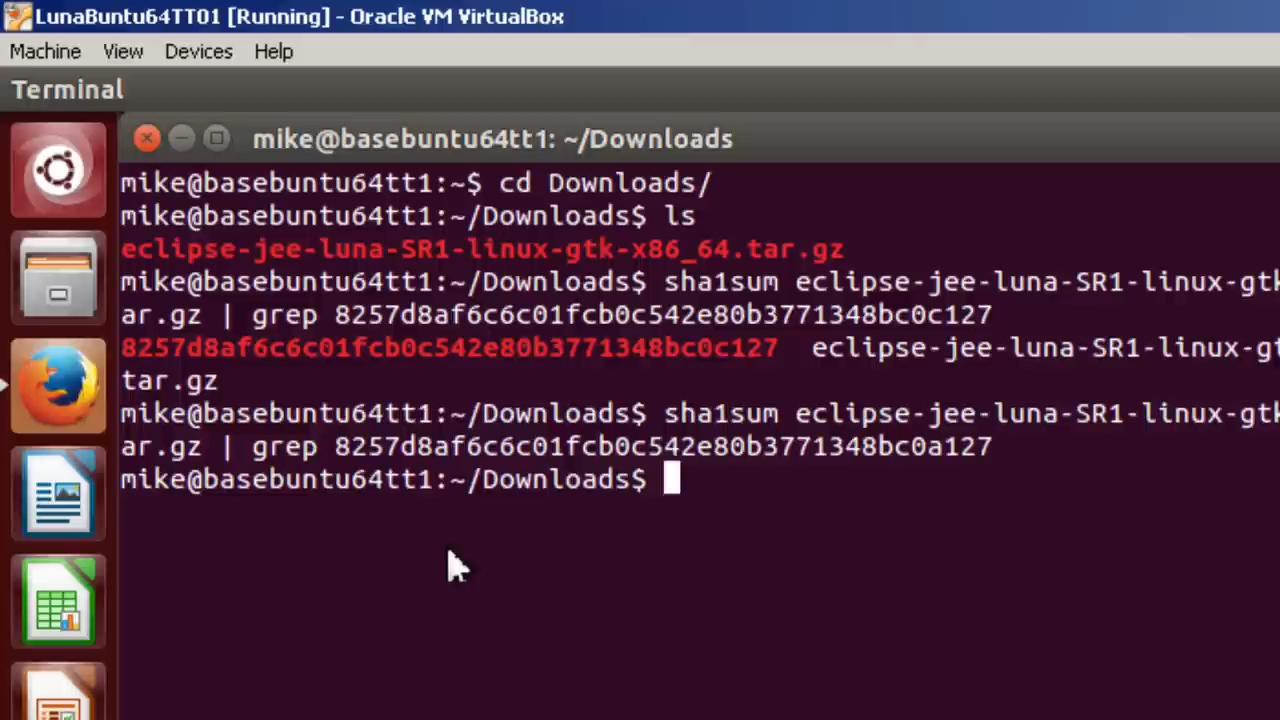 LunaBuntu64TT01 [Running] - Oracle VM VirtualBox
Machine View Devices Help
Terminal
mike@basebuntu64tt1: ~/Downloads
mike@basebuntu64tt1:~$ cd Downloads/
mike@basebuntu64tt1:~/Downloads$ ls
eclipse-jee-luna-SR1-linux-gtk-x86_64.tar.gz
mike@basebuntu64tt1:~/Downloads$ sha1sum eclipse-jee-luna-SR1-linux-gtk
ar.gz | grep 8257d8af6c6c01fcb0c542e80b3771348bc0c127
8257d8af6c6c01fcb0c542e80b3771348bc0c127  eclipse-jee-luna-SR1-linux-gt
tar.gz
mike@basebuntu64tt1:~/Downloads$ sha1sum eclipse-jee-luna-SR1-linux-gtk
ar.gz | grep 8257d8af6c6c01fcb0c542e80b3771348bc0a127
mike@basebuntu64tt1:~/Downloads$